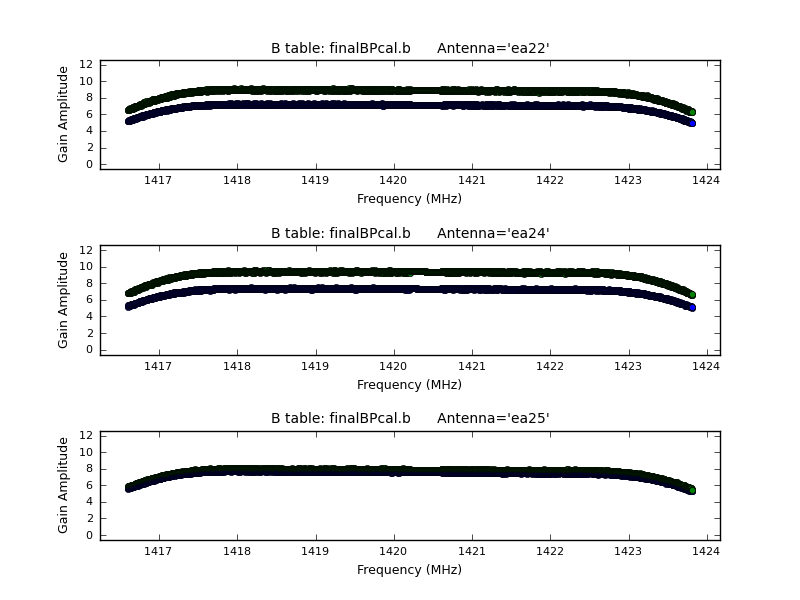 B table: finalBPcal.b      Antenna='ea22'
12
10
8
6
4
2
0
Gain Amplitude
1417 1418 1419 1420 1421 1422 1423 1424
Frequency (MHz)
B table: finalBPcal.b      Antenna='ea24'
12
10
8
6
4
2
0
Gain Amplitude
1417 1418 1419 1420 1421 1422 1423 1424
Frequency (MHz)
B table: finalBPcal.b      Antenna='ea25'
12
10
8
6
4
2
0
Gain Amplitude
1417 1418 1419 1420 1421 1422 1423 1424
Frequency (MHz)